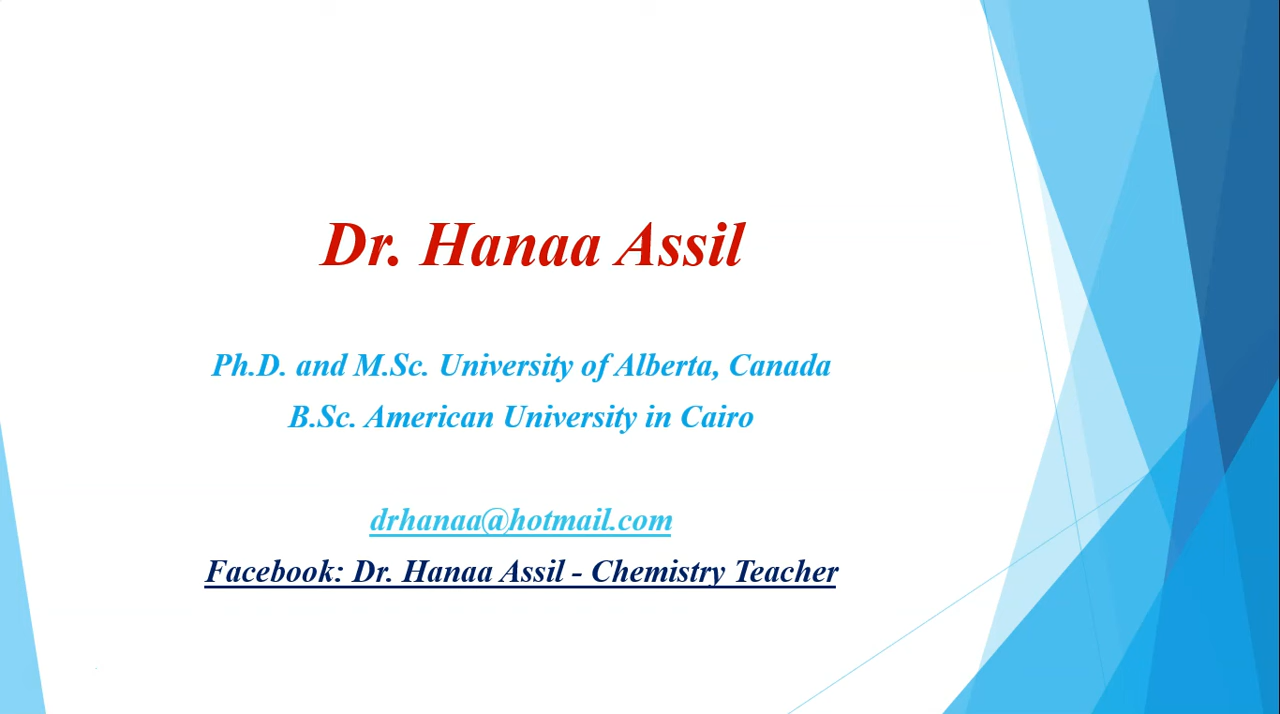 Dr. Hanaa Assil
Ph.D. and M.Sc. University of Alberta, Canada
B.Sc. American University in Cairo
drhanaa@hotmail.com
Facebook: Dr. Hanaa Assil - Chemistry Teacher